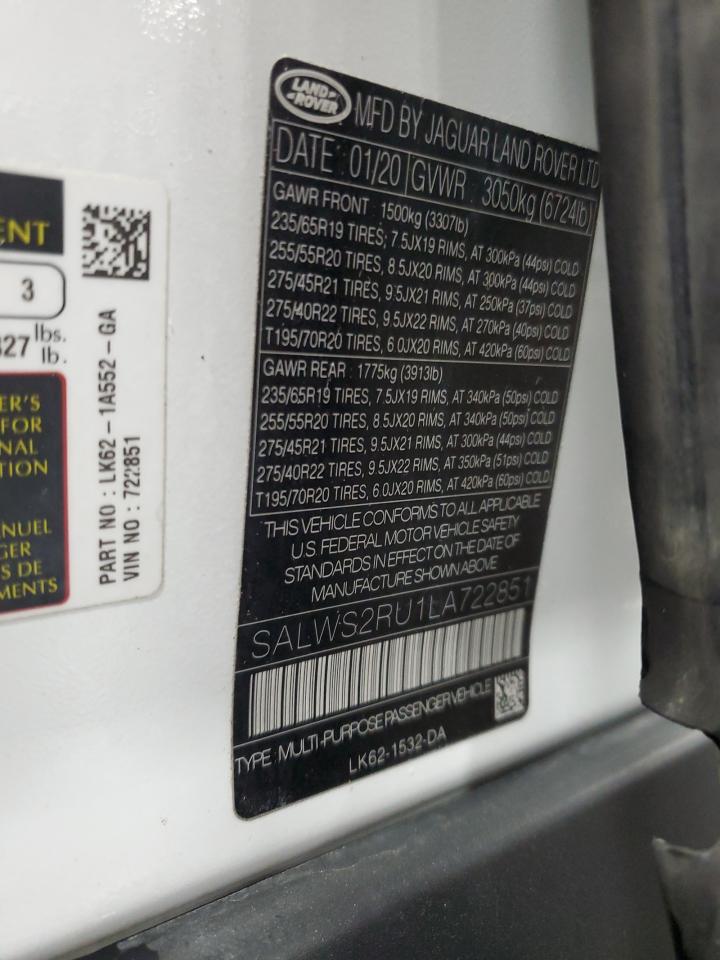 LAND ROVER
MFD BY JAGUAR LAND ROVER LTD
DATE: 01/20 GVWR : 3050kg (6724lb)
GAWR FRONT : 1500kg (3307lb)
235/65R19 TIRES; 7.5JX19 RIMS, AT 300kPa (44psi) COLD
255/55R20 TIRES, 8.5JX20 RIMS, AT 300kPa (44psi) COLD
275/45R21 TIRES, 9.5JX21 RIMS, AT 250kPa (37psi) COLD
275/40R22 TIRES, 9.5JX22 RIMS, AT 270kPa (40psi) COLD
T195/70R20 TIRES, 6.0JX20 RIMS, AT 420kPa (60psi) COLD
GAWR REAR : 1775kg (3913lb)
235/65R19 TIRES, 7.5JX19 RIMS, AT 340kPa (50psi) COLD
255/55R20 TIRES, 8.5JX20 RIMS, AT 340kPa (50psi) COLD
275/45R21 TIRES, 9.5JX21 RIMS, AT 300kPa (44psi) COLD
275/40R22 TIRES, 9.5JX22 RIMS, AT 350kPa (51psi) COLD
T195/70R20 TIRES, 6.0JX20 RIMS, AT 420kPa (60psi) COLD
THIS VEHICLE CONFORMS TO ALL APPLICABLE
U.S. FEDERAL MOTOR VEHICLE SAFETY
STANDARDS IN EFFECT ON THE DATE OF
MANUFACTURE SHOWN ABOVE
SALWS2RU1LA722851
TYPE: MULTI-PURPOSE PASSENGER VEHICLE
LK62-1532-DA
ENT
3
327 lbs.
lb.
ER'S
FOR
NAL
TION
ANUEL
GER
S DE
MENTS
PART NO : LK62-1A552-GA
VIN NO : 722851